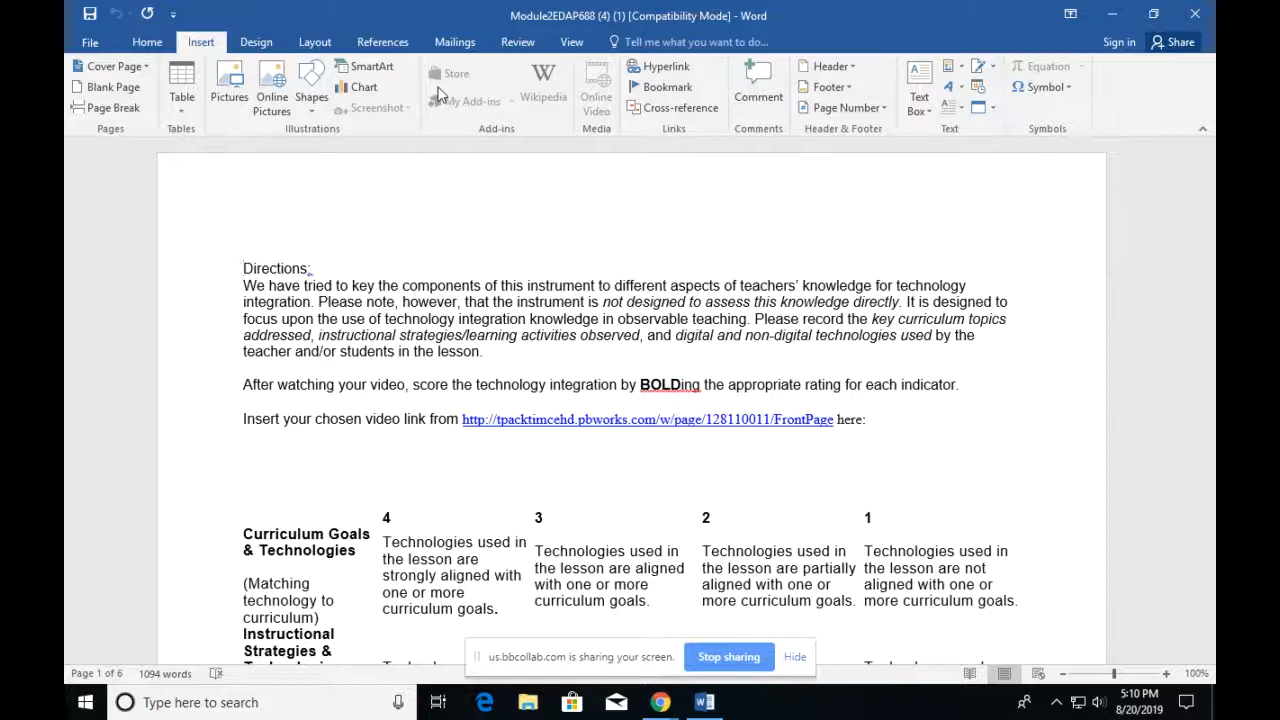 Module2EDAP688 (4) (1) [Compatibility Mode] - Word
File Home Insert Design Layout References Mailings Review View Tell me what you want to do... Sign in Share
Cover Page
Blank Page
Page Break
Pages
Table
Tables
Pictures
Online
Pictures
Shapes
SmartArt
Chart
Screenshot
Illustrations
Store
My Add-ins
Wikipedia
Add-ins
Online
Video
Media
Hyperlink
Bookmark
Cross-reference
Links
Comment
Comments
Header
Footer
Page Number
Header & Footer
Text
Box
Text
Equation
Symbol
Symbols
Directions:
We have tried to key the components of this instrument to different aspects of teachers' knowledge for technology
integration. Please note, however, that the instrument is not designed to assess this knowledge directly. It is designed to
focus upon the use of technology integration knowledge in observable teaching. Please record the key curriculum topics
addressed, instructional strategies/learning activities observed, and digital and non-digital technologies used by the
teacher and/or students in the lesson.
After watching your video, score the technology integration by BOLDing the appropriate rating for each indicator.
Insert your chosen video link from http://tpacktimcehd.pbworks.com/w/page/128110011/FrontPage here:
Curriculum Goals
& Technologies
(Matching
technology to
curriculum)
4
Technologies used in
the lesson are
strongly aligned with
one or more
curriculum goals.
3
Technologies used in
the lesson are aligned
with one or more
curriculum goals.
2
Technologies used in
the lesson are partially
aligned with one or
more curriculum goals.
1
Technologies used in
the lesson are not
aligned with one or
more curriculum goals.
Instructional
Strategies &
us.bbcollab.com is sharing your screen. Stop sharing Hide
Page 1 of 6 1094 words 100%
Type here to search
5:10 PM
8/20/2019